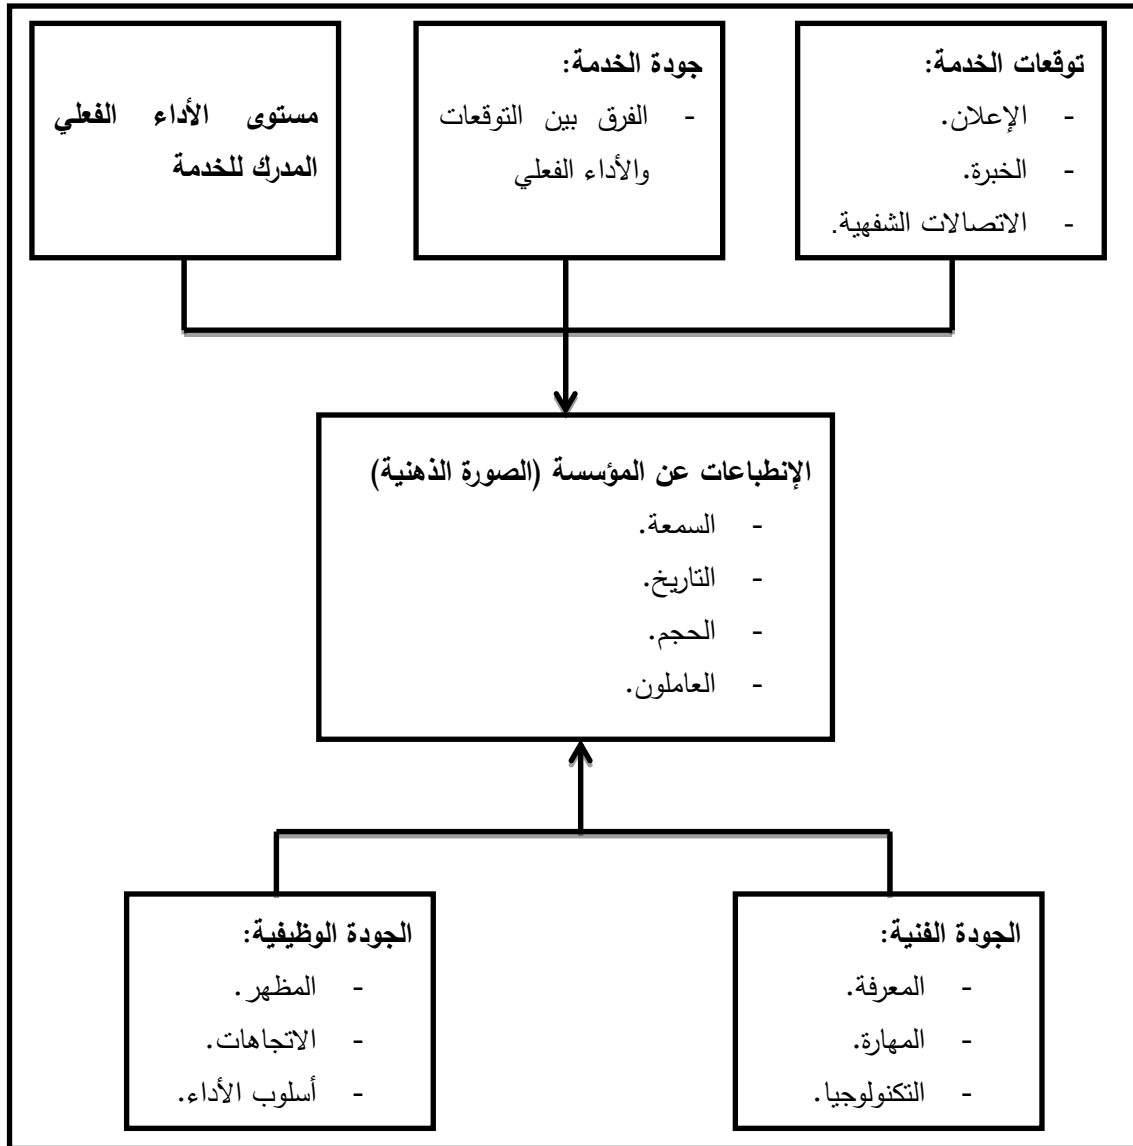 توقعات الخدمة:
- الإعلان.
- الخبرة.
- الاتصالات الشفهية.
جودة الخدمة:
- الفرق بين التوقعات
والأداء الفعلي
مستوى الأداء الفعلي
المدرك للخدمة
الإنطباعات عن المؤسسة (الصورة الذهنية)
- السمعة.
- التاريخ.
- الحجم.
- العاملون.
الجودة الفنية:
- المعرفة.
- المهارة.
- التكنولوجيا.
الجودة الوظيفية:
- المظهر.
- الاتجاهات.
- أسلوب الأداء.